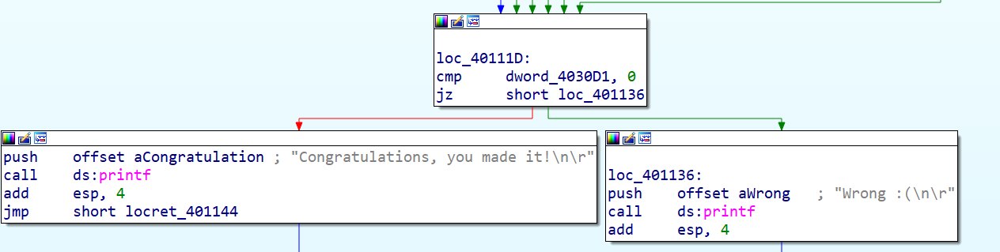 loc_40111D:
cmp dword_4030D1, 0
jz short loc_401136
push offset aCongratulation ; "Congratulations, you made it!\n\r"
call ds:printf
add esp, 4
jmp short locret_401144
loc_401136:
push offset aWrong ; "Wrong :(\n\r"
call ds:printf
add esp, 4